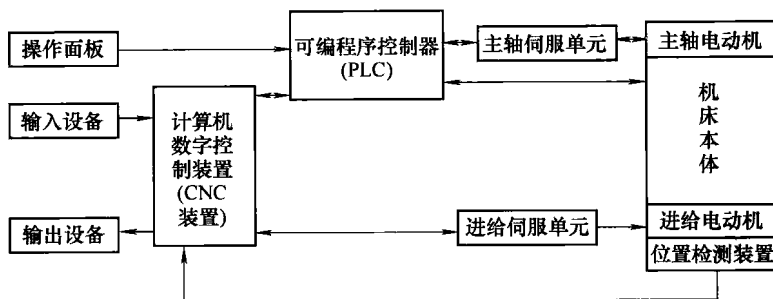 操作面板
可编程序控制器
(PLC)
主轴伺服单元
主轴电动机
输入设备
计算机
数字控
制装置
(CNC
装置)
机
床
本
体
输出设备
进给伺服单元
进给电动机
位置检测装置